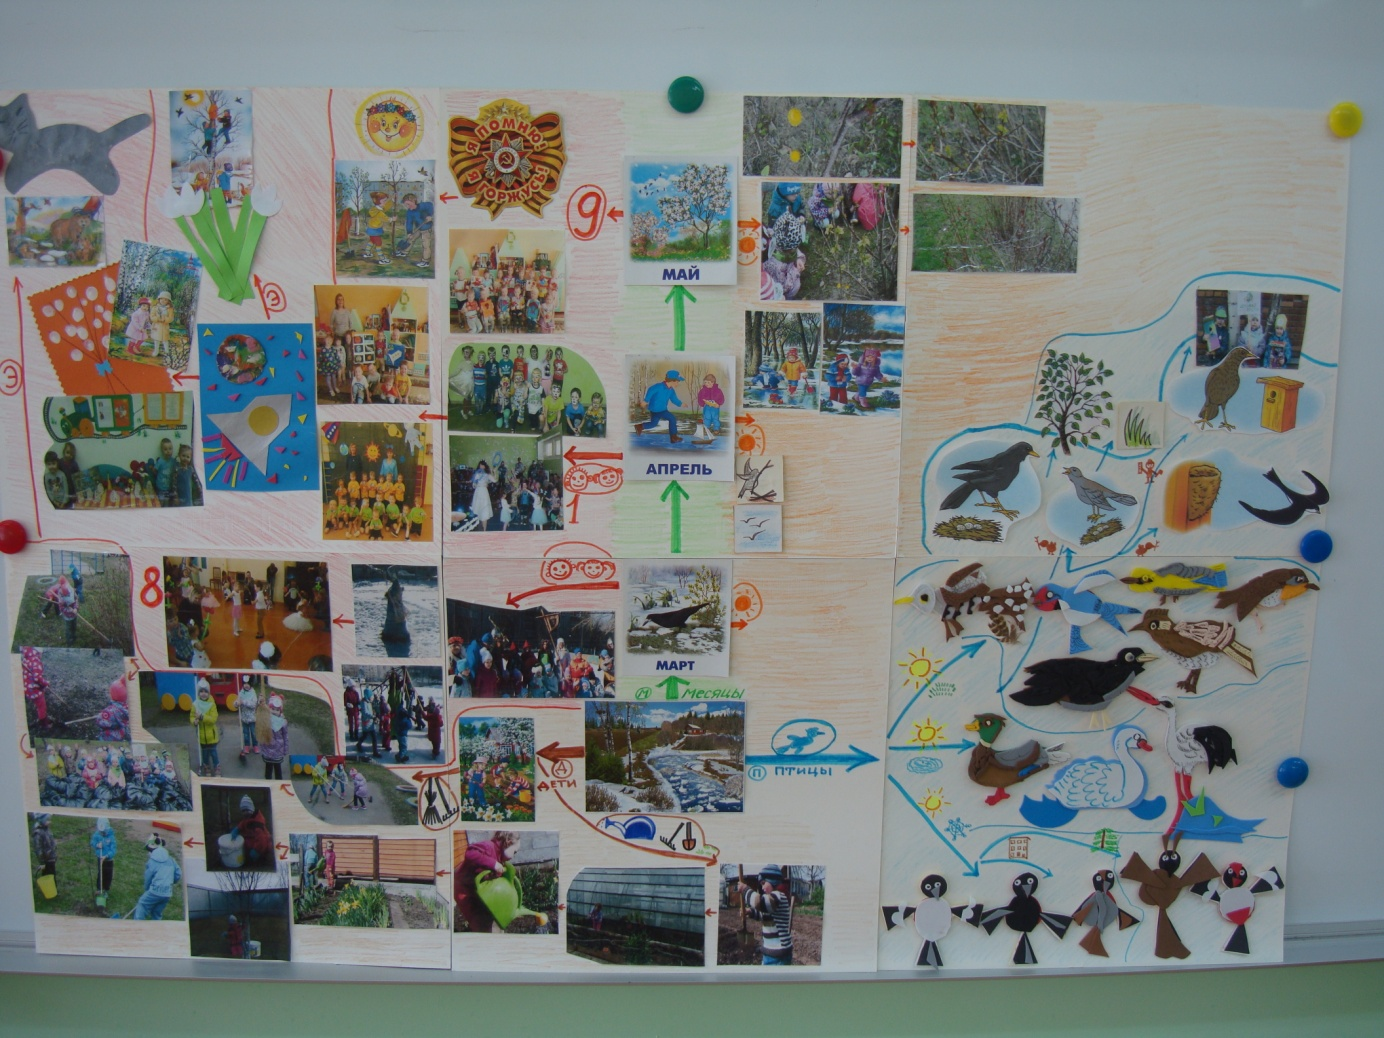 Я ПОМНЮ!
Я ГОРЖУСЬ!
9
МАЙ
Э
Э
АПРЕЛЬ
1
8
МАРТ
М МЕСЯЦЫ
Д
ДЕТИ
П ПТИЦЫ